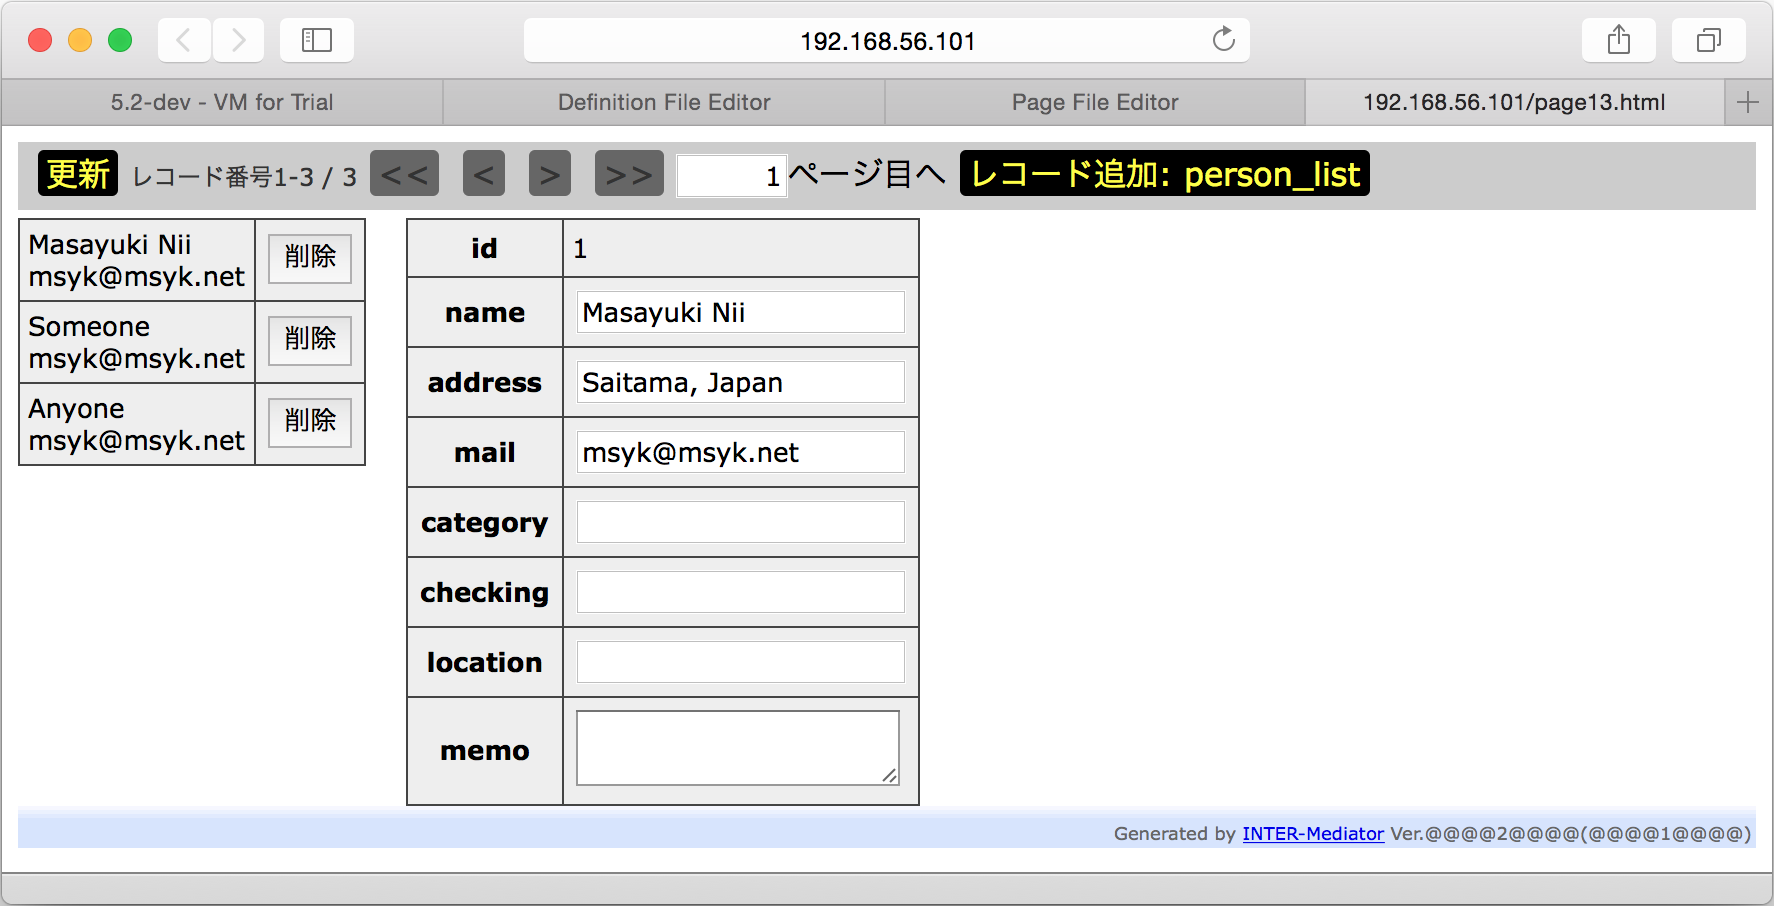 192.168.56.101
5.2-dev - VM for Trial
Definition File Editor
Page File Editor
192.168.56.101/page13.html
更新 レコード番号1-3 / 3 << < > >> 1ページ目へ レコード追加: person_list
Masayuki Nii
msyk@msyk.net
削除
Someone
msyk@msyk.net
削除
Anyone
msyk@msyk.net
削除
id 1
name Masayuki Nii
address Saitama, Japan
mail msyk@msyk.net
category
checking
location
memo
Generated by INTER-Mediator Ver.@@@@2@@@@(@@@@1@@@@)